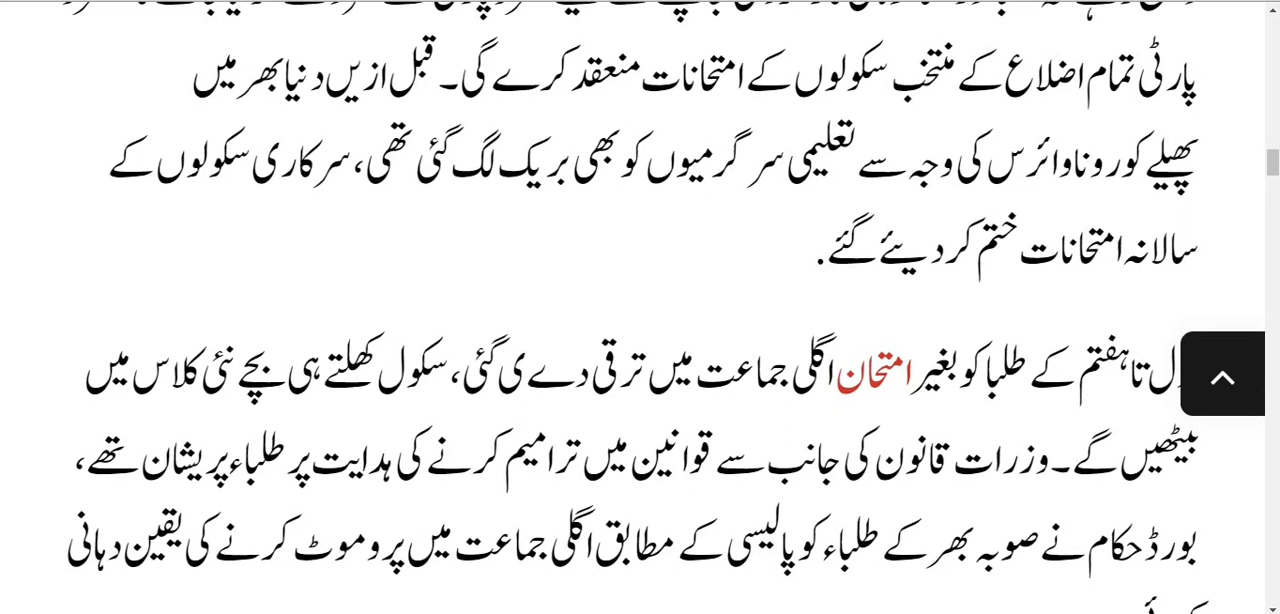 پارٹی تمام اضلاع کے منتخب سکولوں کے امتحانات منعقد کرے گی۔ قبل ازیں دنیا بھر میں
پھیلے کورونا وائرس کی وجہ سے تعلیمی سر گرمیوں کو بھی بریک لگ گئی تھی، سرکاری سکولوں کے
سالانہ امتحانات ختم کر دیئے گئے.
تا ہفتم کے طلبا کو بغیر امتحان اگلی جماعت میں ترقی دے ی گئی، سکول کھلتے ہی بچے نئی کلاس میں
بیٹھیں گے۔ وزرات قانون کی جانب سے قوانین میں ترامیم کرنے کی ہدایت پر طلباء پریشان تھے،
بورڈ حکام نے صوبہ بھر کے طلباء کو پالیسی کے مطابق اگلی جماعت میں پروموٹ کرنے کی یقین دہانی